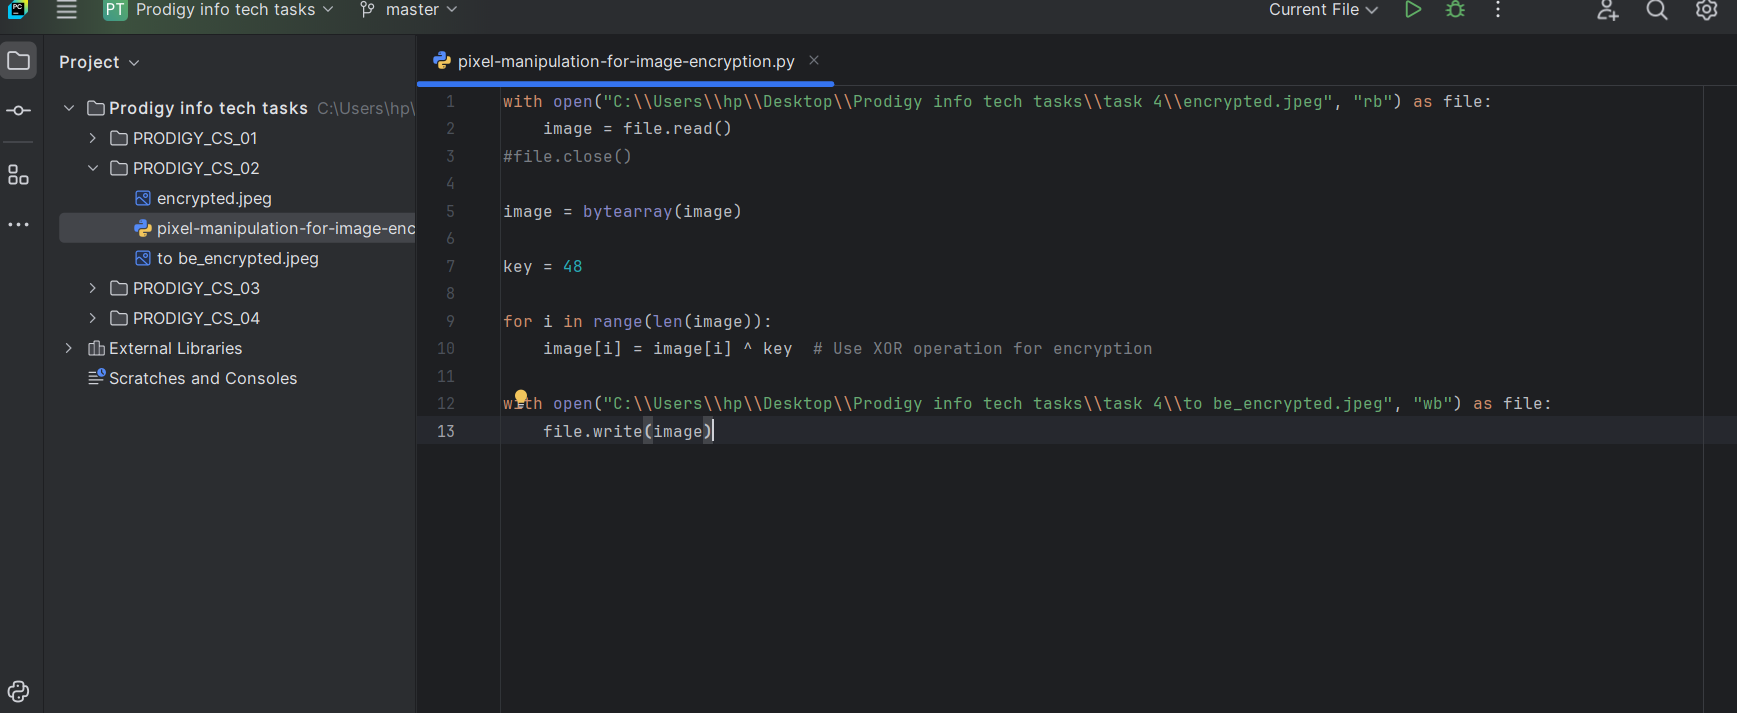 PC
PT Prodigy info tech tasks master Current File
Project
pixel-manipulation-for-image-encryption.py
Prodigy info tech tasks C:\Users\hp\
PRODIGY_CS_01
PRODIGY_CS_02
encrypted.jpeg
pixel-manipulation-for-image-enc
to be_encrypted.jpeg
PRODIGY_CS_03
PRODIGY_CS_04
External Libraries
Scratches and Consoles
1 with open("C:\\Users\\hp\\Desktop\\Prodigy info tech tasks\\task 4\\encrypted.jpeg", "rb") as file:
2 image = file.read()
3 #file.close()
4
5 image = bytearray(image)
6
7 key = 48
8
9 for i in range(len(image)):
10 image[i] = image[i] ^ key # Use XOR operation for encryption
11
12 with open("C:\\Users\\hp\\Desktop\\Prodigy info tech tasks\\task 4\\to be_encrypted.jpeg", "wb") as file:
13 file.write(image)